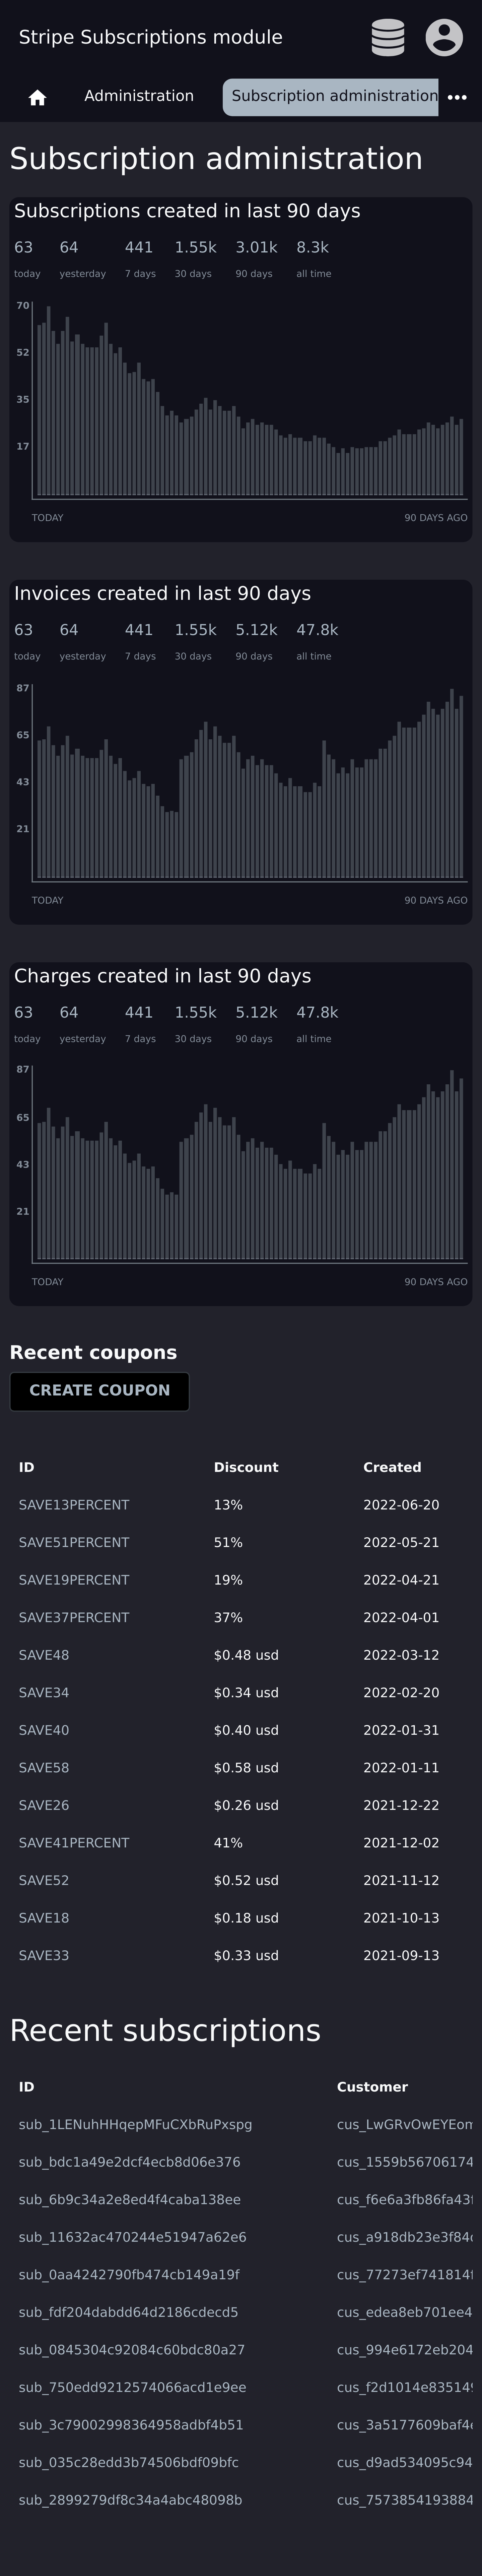 Stripe Subscriptions module
Administration Subscription administration
Subscription administration
Subscriptions created in last 90 days
63 64 441 1.55k 3.01k 8.3k
today yesterday 7 days 30 days 90 days all time
70
52
35
17
TODAY 90 DAYS AGO
Invoices created in last 90 days
63 64 441 1.55k 5.12k 47.8k
today yesterday 7 days 30 days 90 days all time
87
65
43
21
TODAY 90 DAYS AGO
Charges created in last 90 days
63 64 441 1.55k 5.12k 47.8k
today yesterday 7 days 30 days 90 days all time
87
65
43
21
TODAY 90 DAYS AGO
Recent coupons
CREATE COUPON
ID Discount Created
SAVE13PERCENT 13% 2022-06-20
SAVE51PERCENT 51% 2022-05-21
SAVE19PERCENT 19% 2022-04-21
SAVE37PERCENT 37% 2022-04-01
SAVE48 $0.48 usd 2022-03-12
SAVE34 $0.34 usd 2022-02-20
SAVE40 $0.40 usd 2022-01-31
SAVE58 $0.58 usd 2022-01-11
SAVE26 $0.26 usd 2021-12-22
SAVE41PERCENT 41% 2021-12-02
SAVE52 $0.52 usd 2021-11-12
SAVE18 $0.18 usd 2021-10-13
SAVE33 $0.33 usd 2021-09-13
Recent subscriptions
ID Customer
sub_1LENuhHHqepMFuCXbRuPxspg cus_LwGRvOwEYEom
sub_bdc1a49e2dcf4ecb8d06e376 cus_1559b56706174
sub_6b9c34a2e8ed4f4caba138ee cus_f6e6a3fb86fa43f
sub_11632ac470244e51947a62e6 cus_a918db23e3f84c
sub_0aa4242790fb474cb149a19f cus_77273ef741814f
sub_fdf204dabdd64d2186cdecd5 cus_edea8eb701ee4
sub_0845304c92084c60bdc80a27 cus_994e6172eb204
sub_750edd9212574066acd1e9ee cus_f2d1014e835149
sub_3c79002998364958adbf4b51 cus_3a5177609baf4e
sub_035c28edd3b74506bdf09bfc cus_d9ad534095c94
sub_2899279df8c34a4abc48098b cus_7573854193884